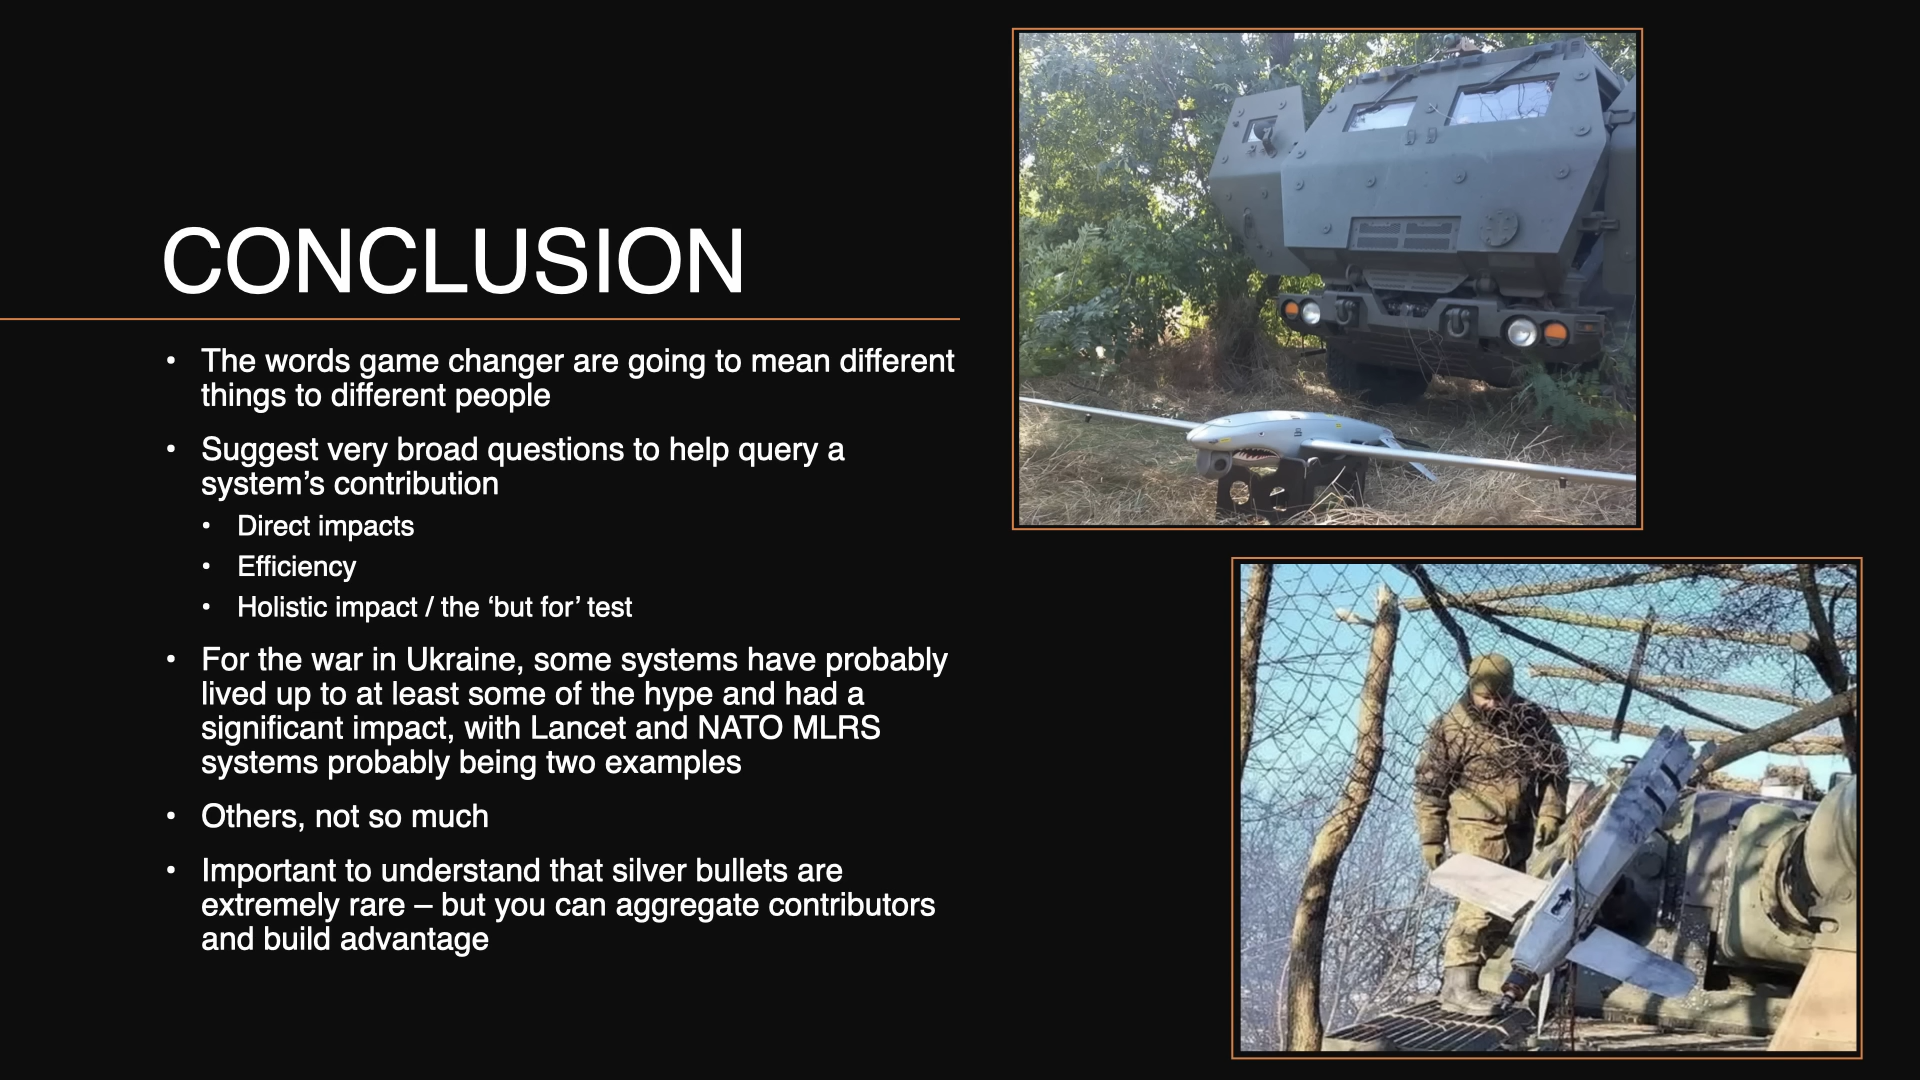 CONCLUSION
• The words game changer are going to mean different
things to different people
• Suggest very broad questions to help query a
system’s contribution
• Direct impacts
• Efficiency
• Holistic impact / the ‘but for’ test
• For the war in Ukraine, some systems have probably
lived up to at least some of the hype and had a
significant impact, with Lancet and NATO MLRS
systems probably being two examples
• Others, not so much
• Important to understand that silver bullets are
extremely rare – but you can aggregate contributors
and build advantage